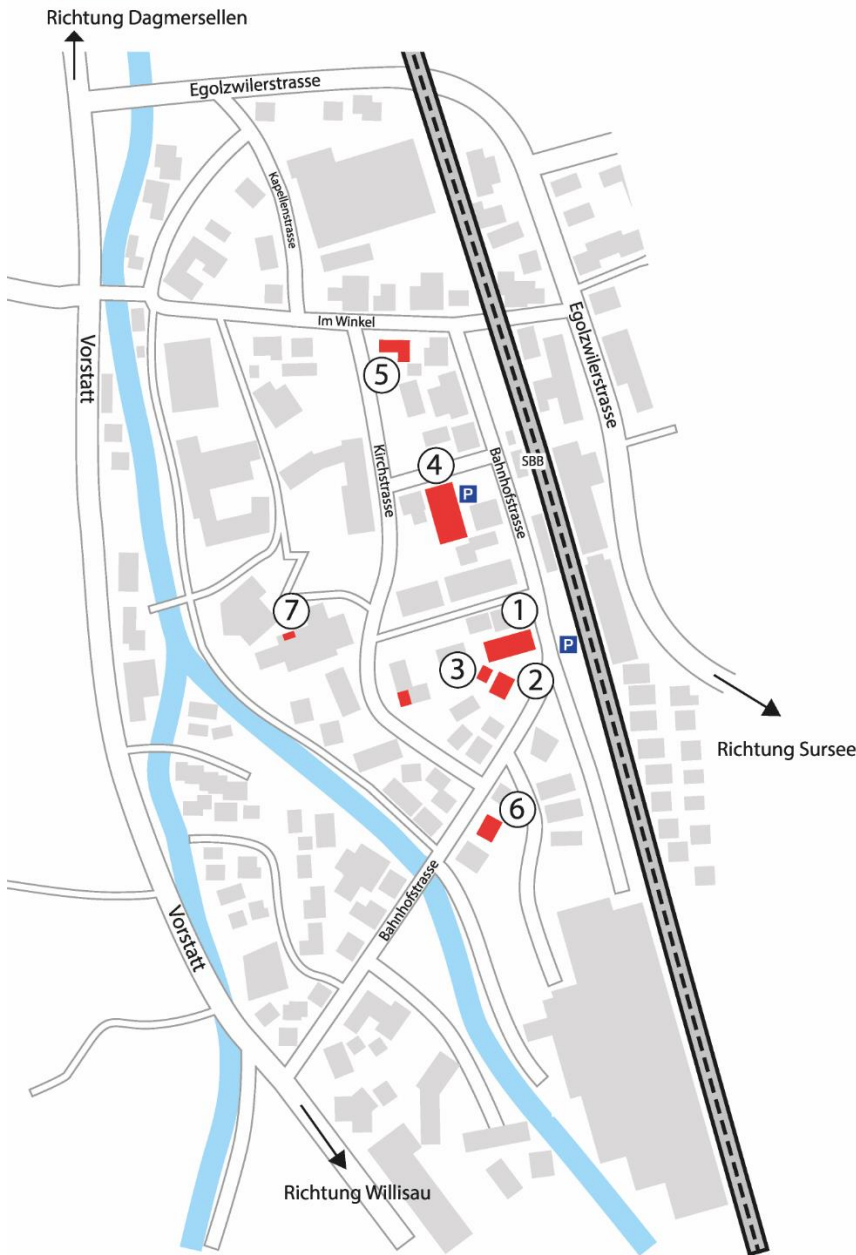 Richtung Dagmersellen
Egolzwilerstrasse
Kapellenstrasse
Im Winkel
Vorstatt
Egolzwilerstrasse
5
Kirchstrasse
4
P
Bahnhofstrasse
SBB
7
1
P
3
2
Richtung Sursee
6
Bahnhofstrasse
Vorstatt
Richtung Willisau